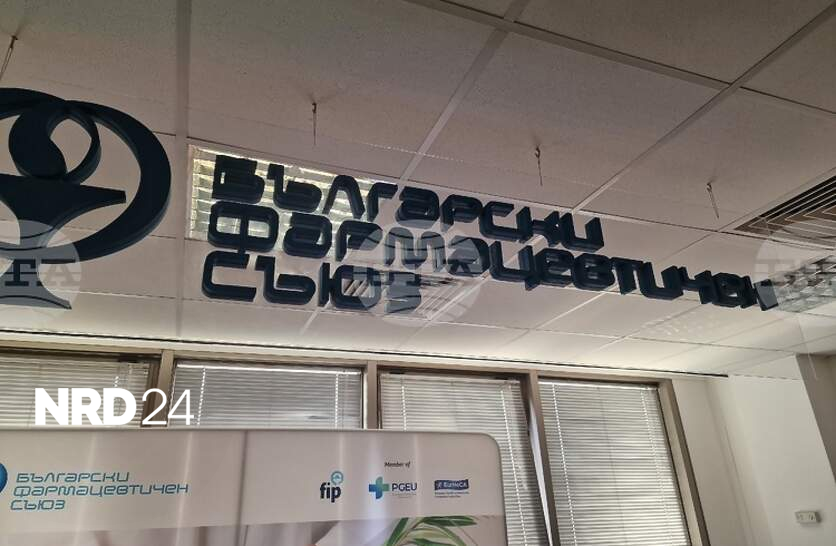 Български
Фармацевтичен
Съюз
NRD24
Български
фармацевтичен
съюз
Member of
fip
PGEU